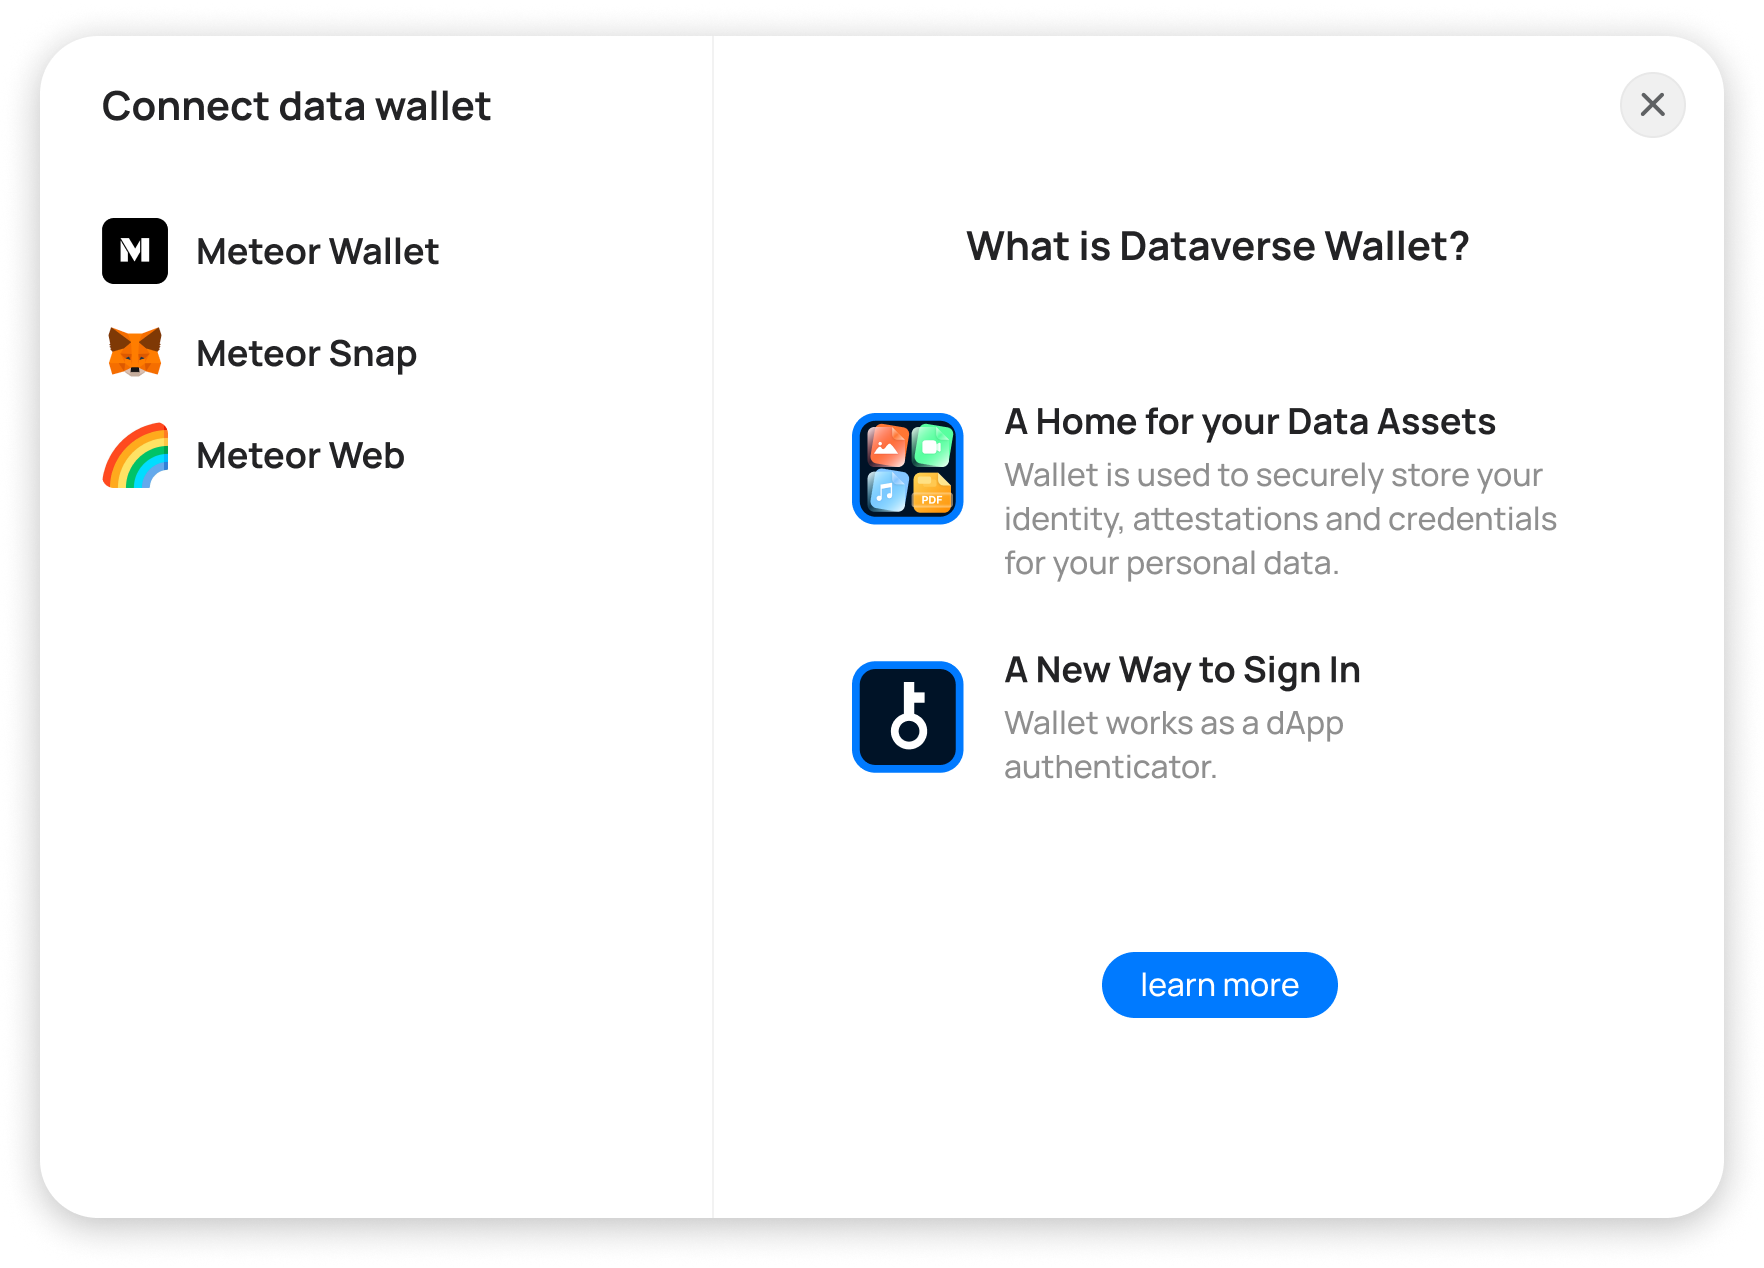 Connect data wallet
Meteor Wallet
Meteor Snap
Meteor Web
What is Dataverse Wallet?
A Home for your Data Assets
Wallet is used to securely store your
identity, attestations and credentials
for your personal data.
PDF
A New Way to Sign In
Wallet works as a dApp
authenticator.
learn more